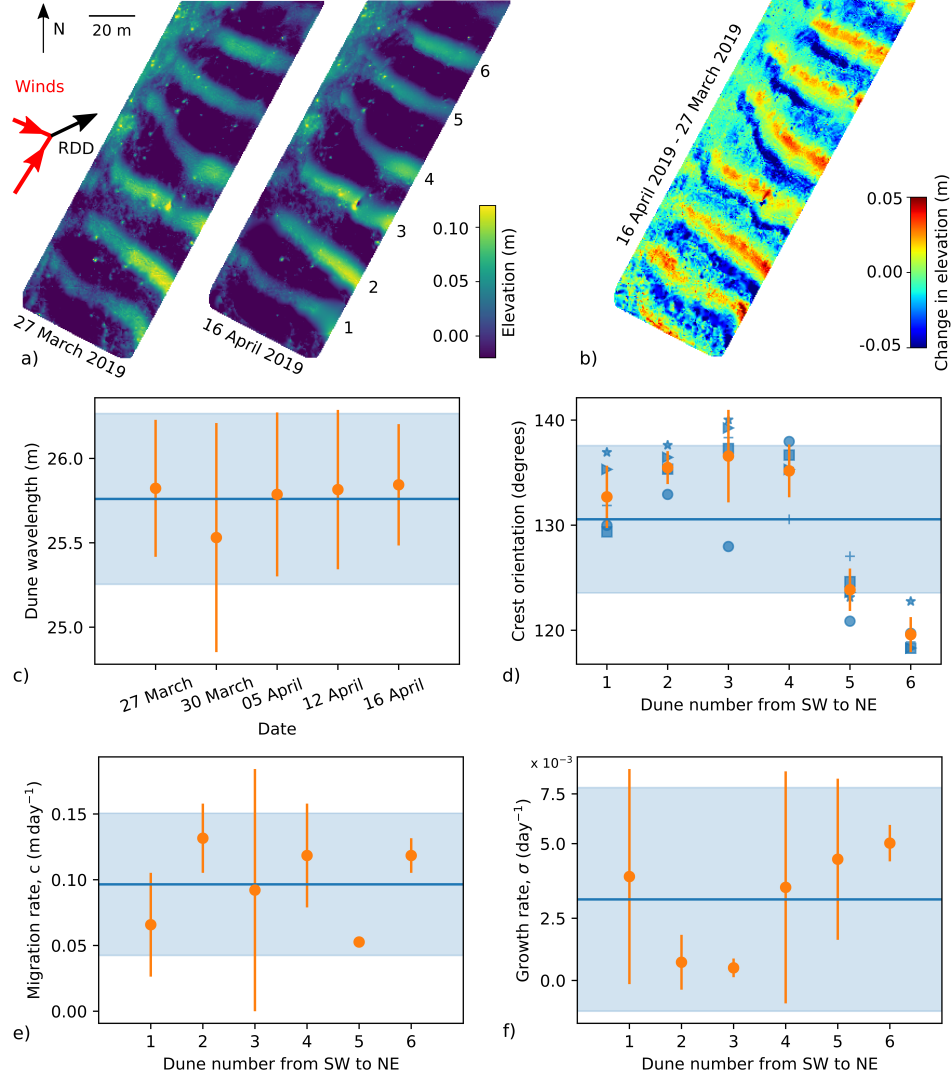 N
20 m
Winds
RDD
6
5
4
3
2
1
0.10
0.05
0.00
Elevation (m)
27 March 2019
16 April 2019
a)
16 April 2019 - 27 March 2019
0.05
0.00
-0.05
Change in elevation (m)
b)
26.0
25.5
25.0
Dune wavelength (m)
27 March
30 March
05 April
12 April
16 April
Date
c)
140
130
120
Crest orientation (degrees)
1 2 3 4 5 6
Dune number from SW to NE
d)
0.15
0.10
0.05
0.00
Migration rate, c (m day⁻¹)
1 2 3 4 5 6
Dune number from SW to NE
e)
x 10⁻³
7.5
5.0
2.5
0.0
Growth rate, σ (day⁻¹)
1 2 3 4 5 6
Dune number from SW to NE
f)